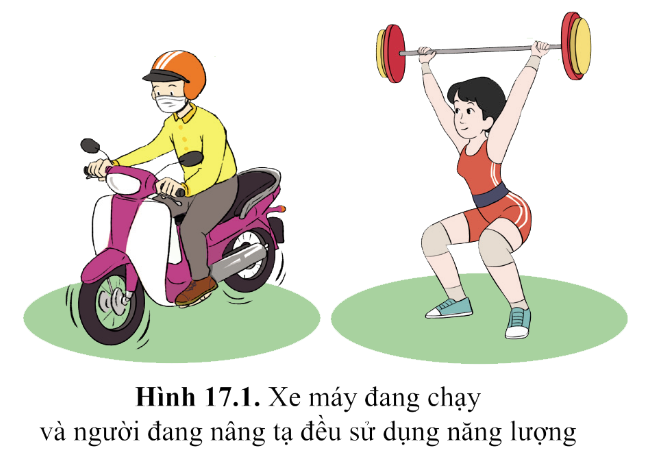 Hình 17.1. Xe máy đang chạy
và người đang nâng tạ đều sử dụng năng lượng